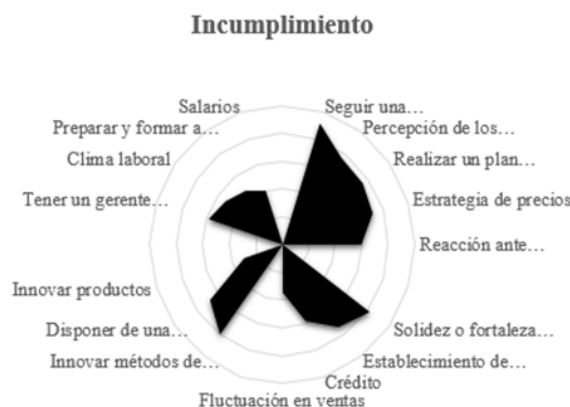 Incumplimiento
Salarios
Seguir una...
Preparar y formar a...
Percepción de los...
Clima laboral
Realizar un plan...
Tener un gerente...
Estrategia de precios
Reacción ante...
Innovar productos
Disponer de una...
Solidez o fortaleza...
Innovar métodos de...
Establecimiento de...
Crédito
Fluctuación en ventas